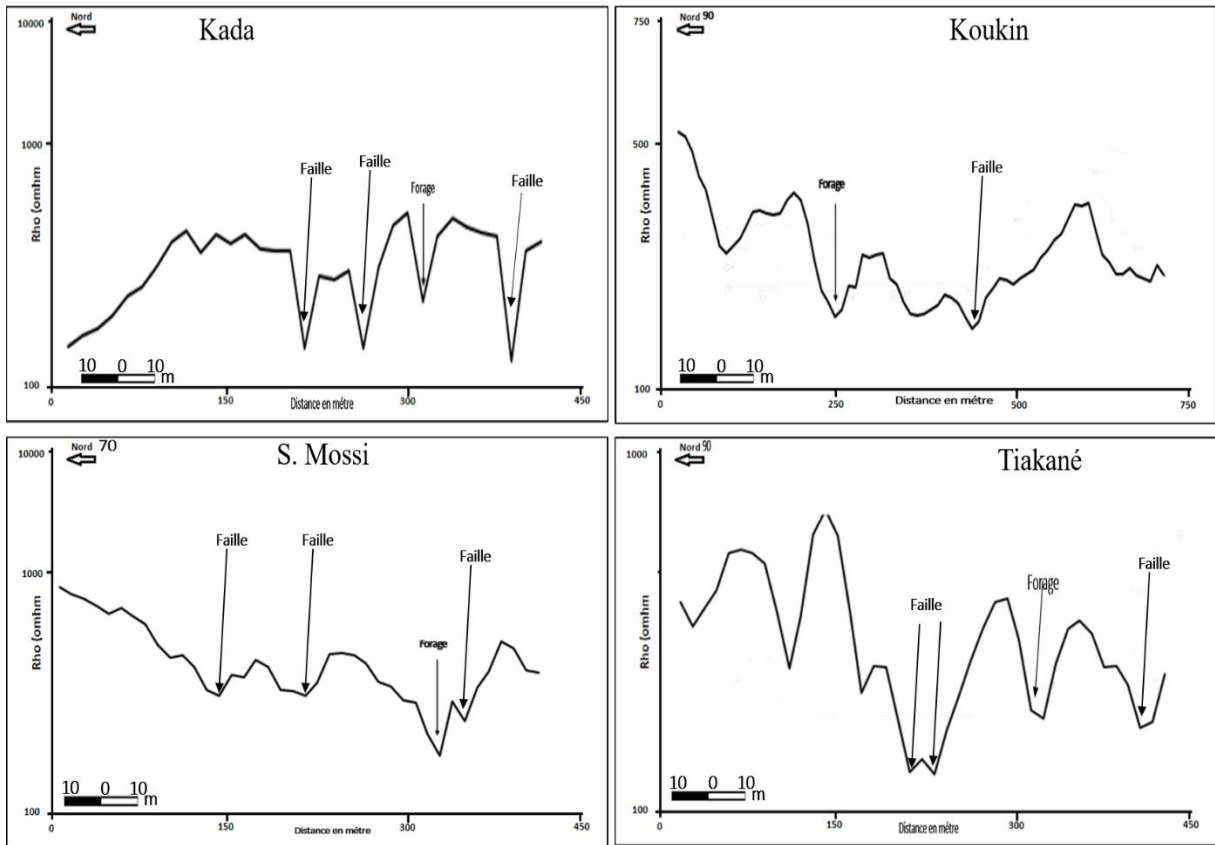 10000
Nord
Kada
1000
Faille
Faille
Forage
Faille
Rho (omhm
10 0 10
m
100
0
150
300
450
Distance en métre
750
Nord 90
Koukin
500
Forage
Faille
Rho (omhm
10 0 10
m
100
0
250
500
750
Distance en métre
10000
Nord 70
S. Mossi
1000
Faille
Faille
Faille
Forage
Rho (omhm
10 0 10
m
100
0
150
300
450
Distance en métre
1000
Nord 90
Tiakané
Faille
Forage
Faille
Rho (omhm
10 0 10
m
100
0
150
300
450
Distance en métre